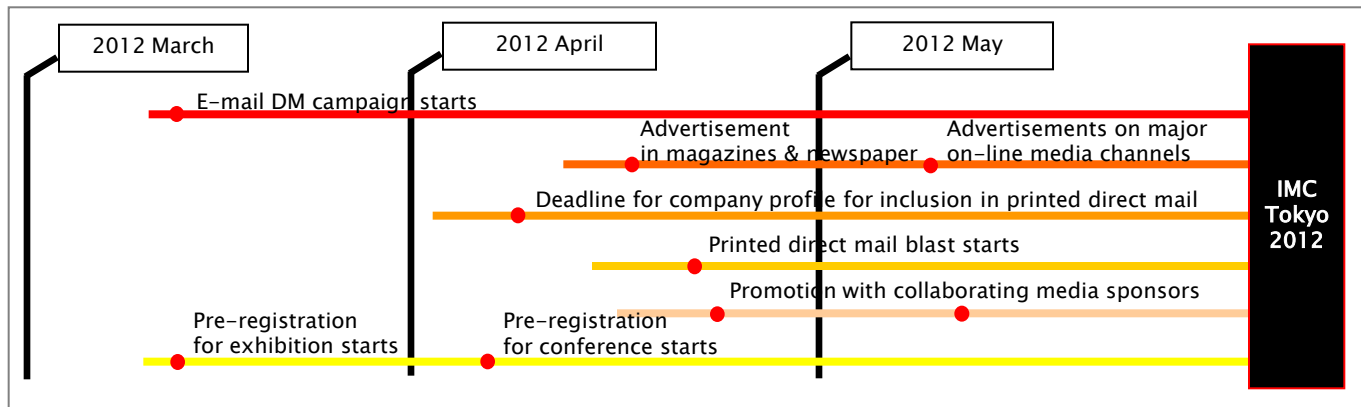 2012 March
2012 April
2012 May
E-mail DM campaign starts
Advertisement
in magazines & newspaper
Advertisements on major
on-line media channels
Deadline for company profile for inclusion in printed direct mail
Printed direct mail blast starts
Promotion with collaborating media sponsors
Pre-registration
for exhibition starts
Pre-registration
for conference starts
IMC
Tokyo
2012